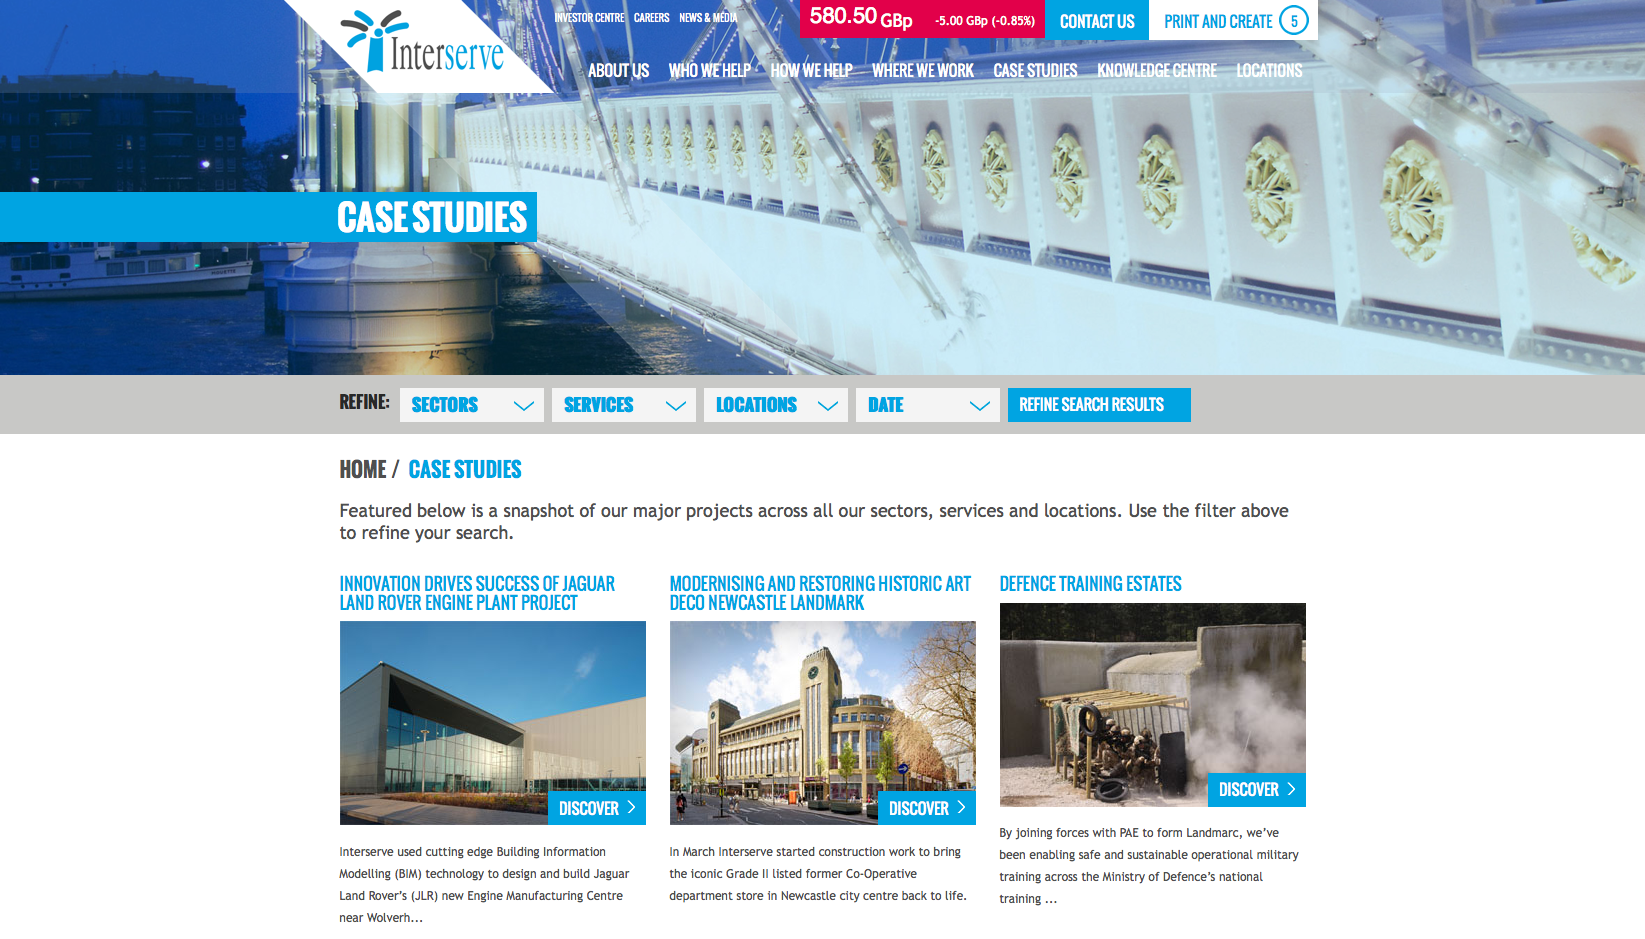 Interserve
INVESTOR CENTRE CAREERS NEWS & MEDIA
580.50 GBp -5.00 GBp (-0.85%)
CONTACT US
PRINT AND CREATE 5
ABOUT US WHO WE HELP HOW WE HELP WHERE WE WORK CASE STUDIES KNOWLEDGE CENTRE LOCATIONS
CASE STUDIES
REFINE: SECTORS SERVICES LOCATIONS DATE REFINE SEARCH RESULTS
HOME / CASE STUDIES
Featured below is a snapshot of our major projects across all our sectors, services and locations. Use the filter above
to refine your search.
INNOVATION DRIVES SUCCESS OF JAGUAR
LAND ROVER ENGINE PLANT PROJECT
DISCOVER
Interserve used cutting edge Building Information
Modelling (BIM) technology to design and build Jaguar
Land Rover's (JLR) new Engine Manufacturing Centre
near Wolverh...
MODERNISING AND RESTORING HISTORIC ART
DECO NEWCASTLE LANDMARK
DISCOVER
In March Interserve started construction work to bring
the iconic Grade II listed former Co-Operative
department store in Newcastle city centre back to life.
DEFENCE TRAINING ESTATES
DISCOVER
By joining forces with PAE to form Landmarc, we've
been enabling safe and sustainable operational military
training across the Ministry of Defence's national
training ...